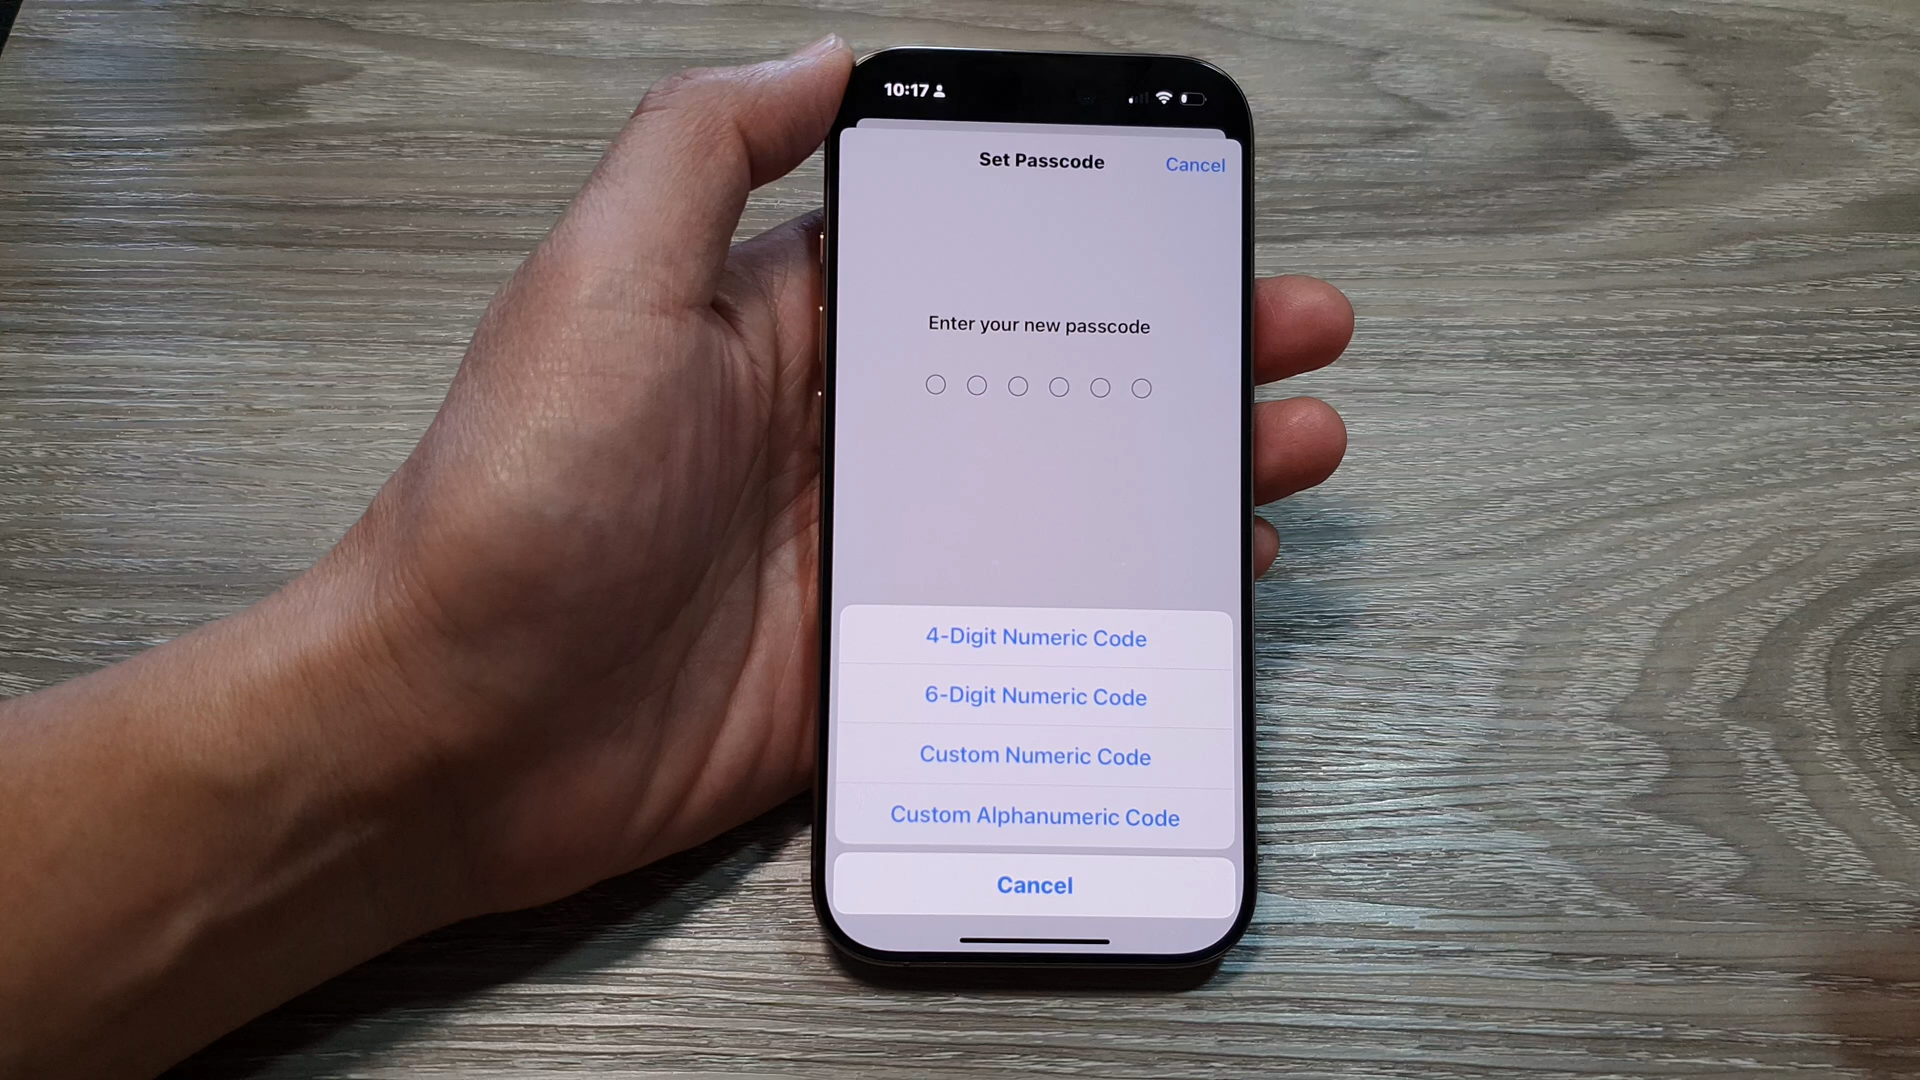 10:17
Set Passcode
Cancel
Enter your new passcode
4-Digit Numeric Code
6-Digit Numeric Code
Custom Numeric Code
Custom Alphanumeric Code
Cancel